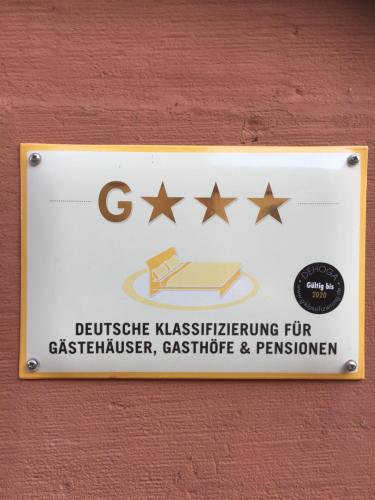 G★★★
DEHOGA
Gültig bis
2020
DEUTSCHE KLASSIFIZIERUNG FÜR
GÄSTEHÄUSER, GASTHÖFE & PENSIONEN